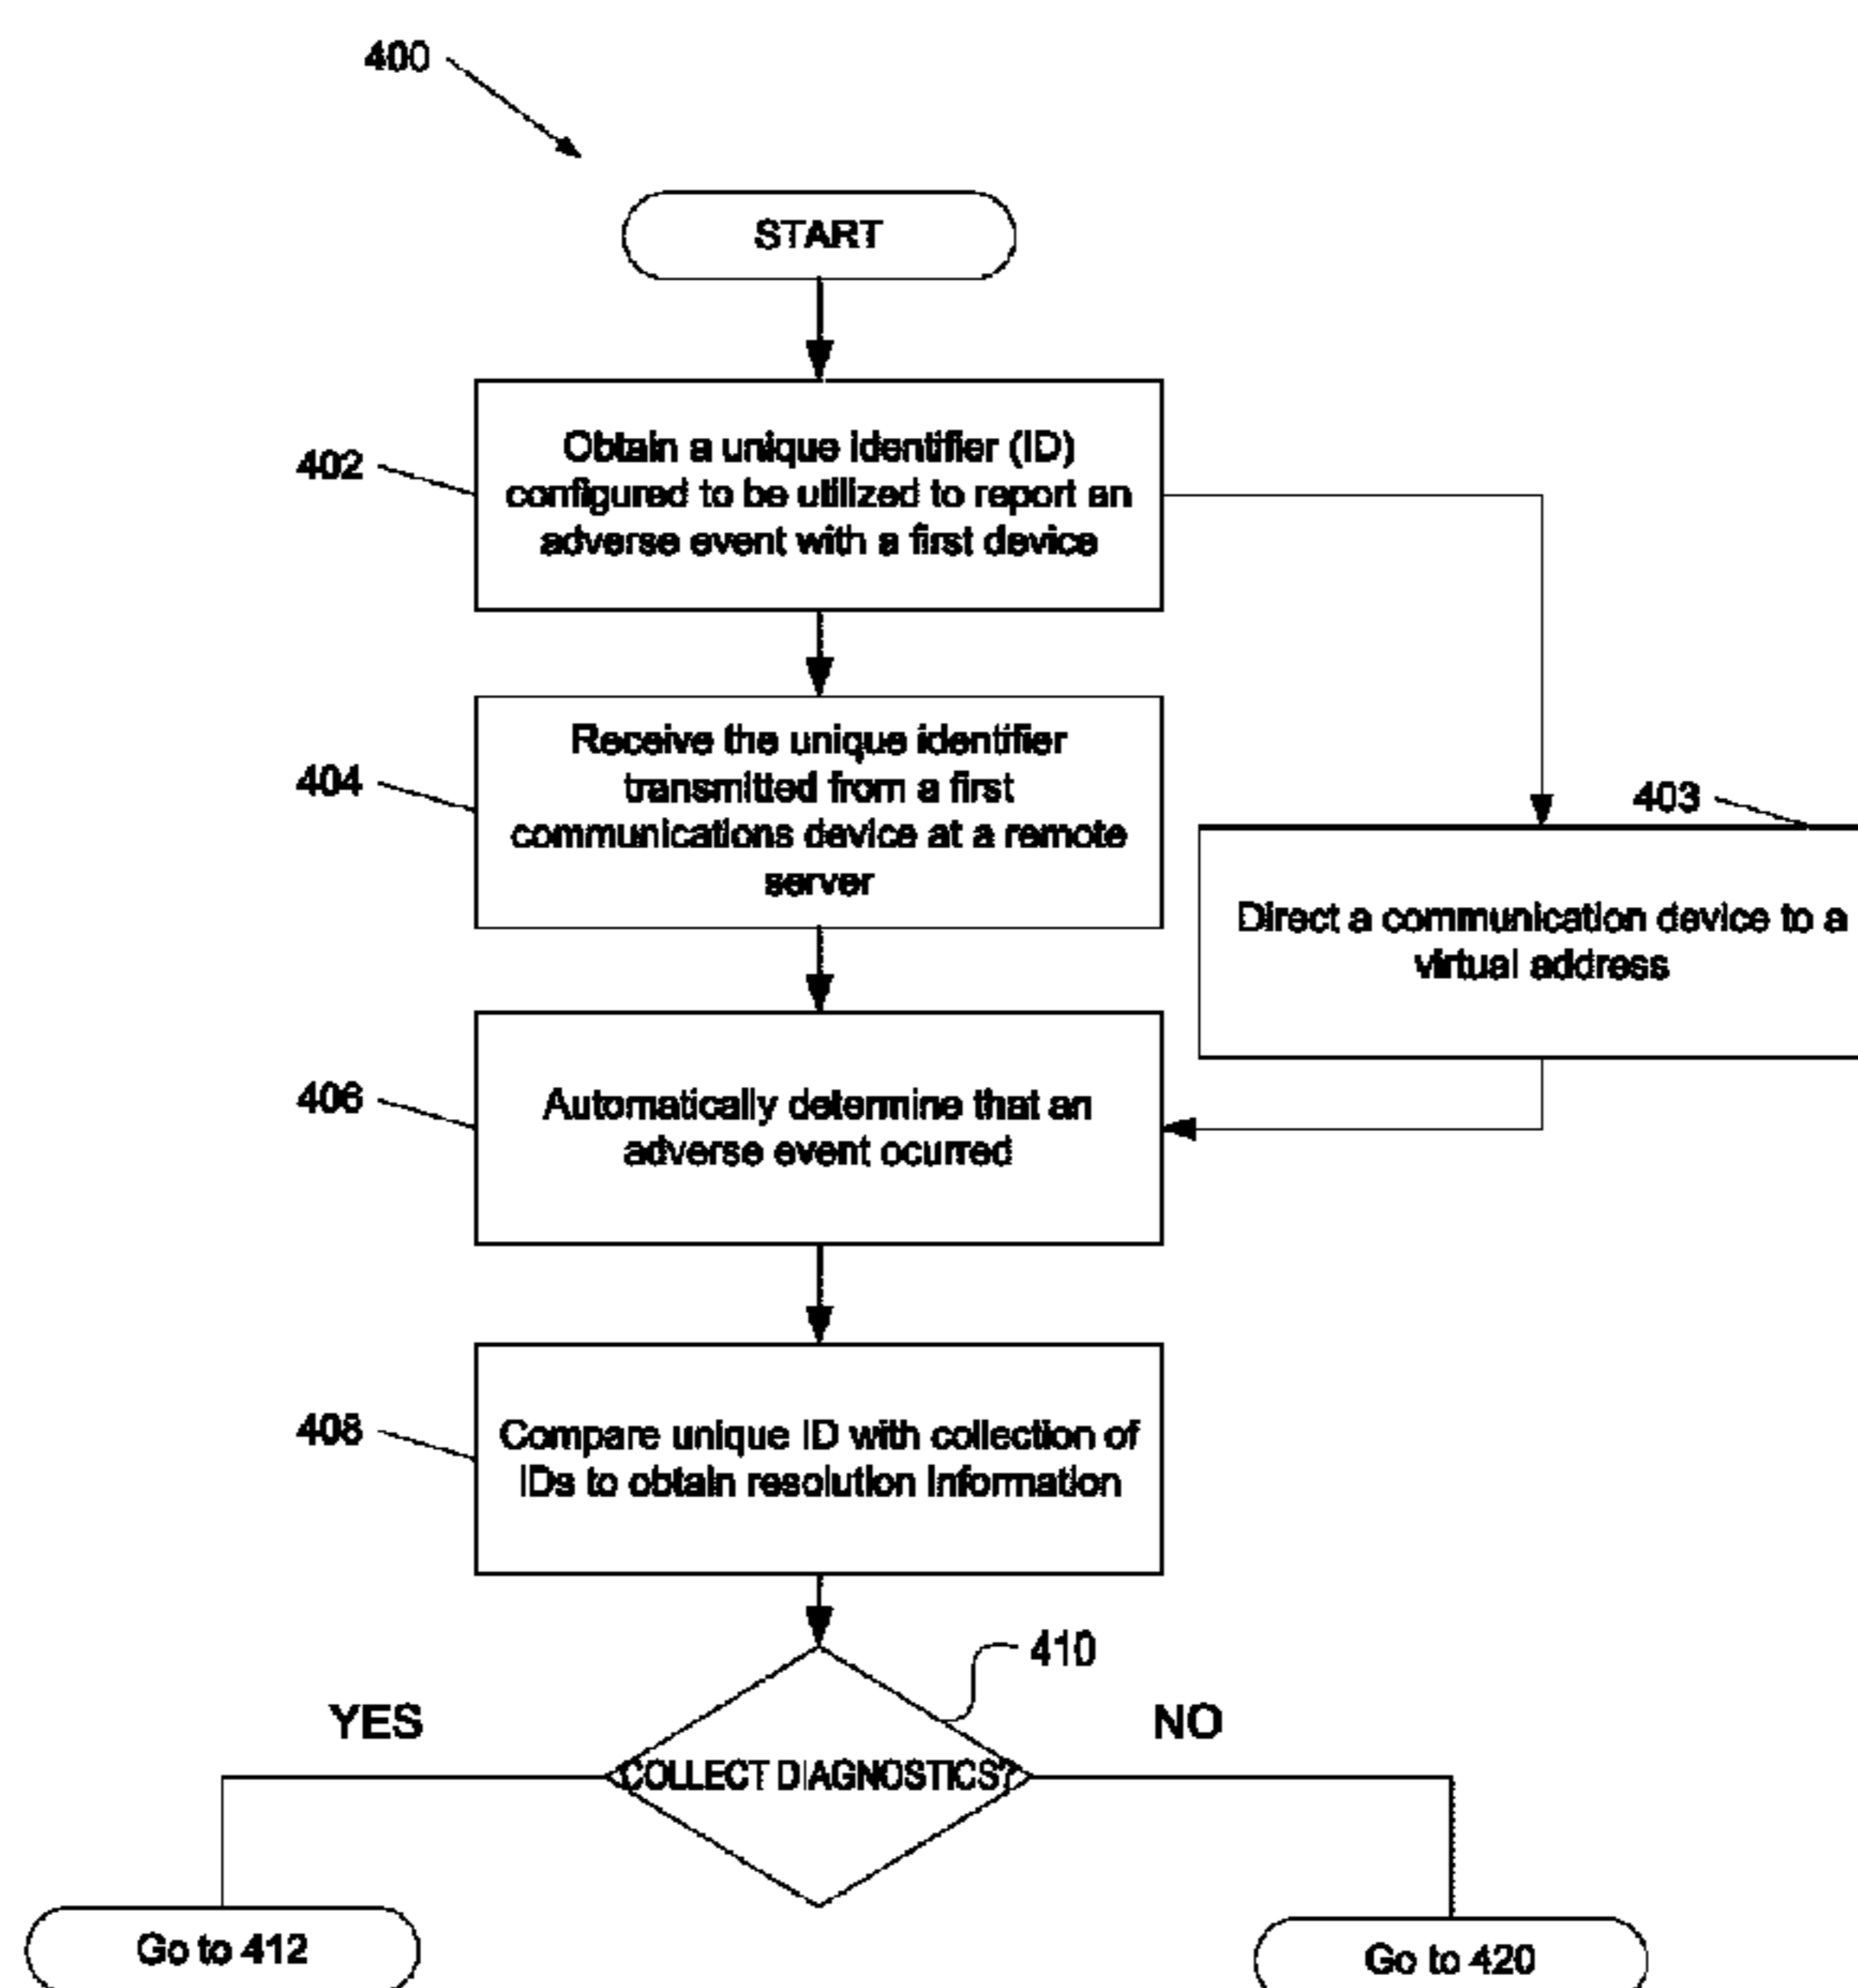 400
START
402
Obtain a unique identifier (ID)
configured to be utilized to report an
adverse event with a first device
404
Receive the unique identifier
transmitted from a first
communications device at a remote
server
403
Direct a communication device to a
virtual address
406
Automatically determine that an
adverse event ocurred
408
Compare unique ID with collection of
IDs to obtain resolution information
410
YES
NO
COLLECT DIAGNOSTICS?
Go to 412
Go to 420